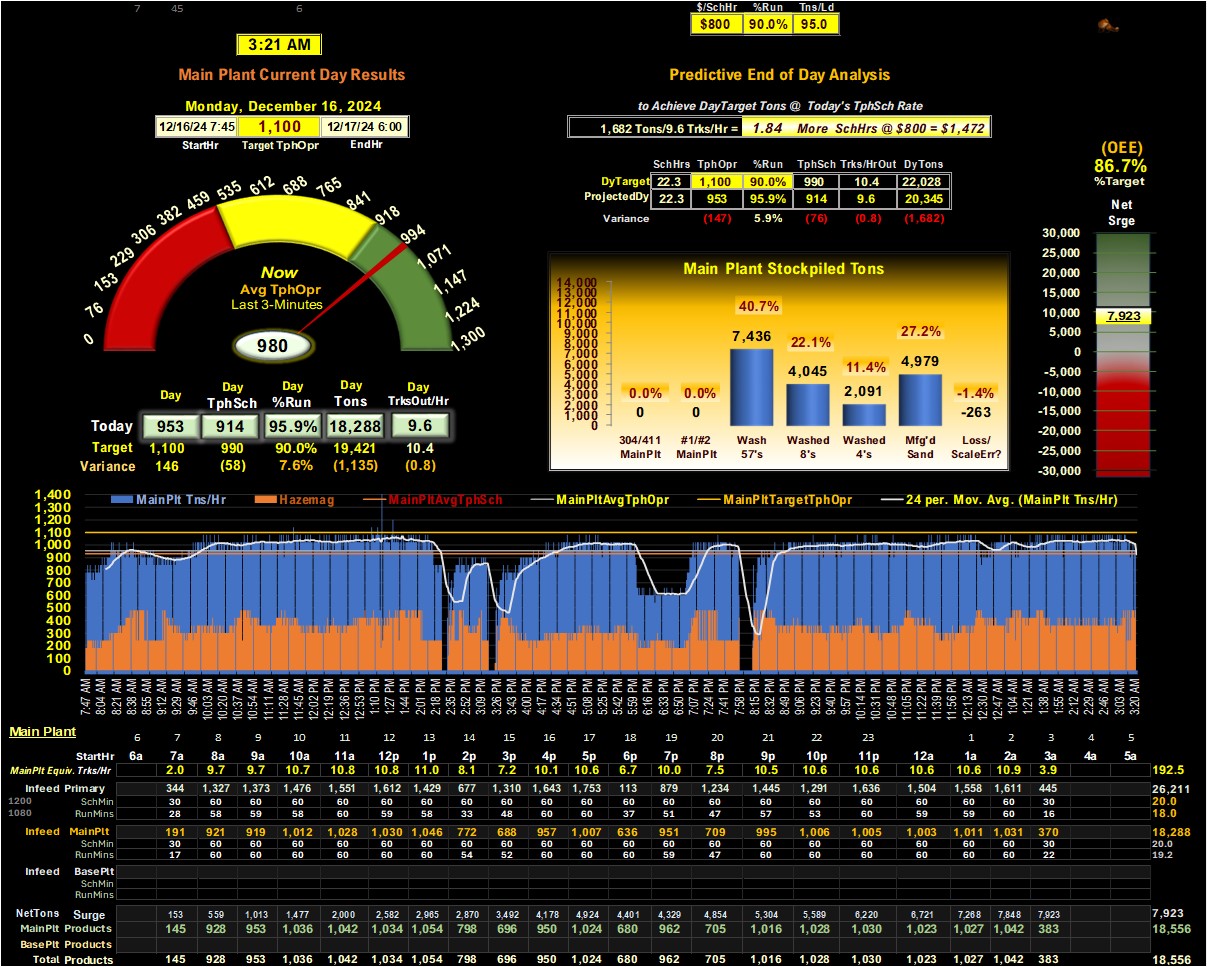 7 45 6
$/SchHr %Run Tns/Ld
$800 90.0% 95.0
3:21 AM
Main Plant Current Day Results
Predictive End of Day Analysis
Monday, December 16, 2024
to Achieve DayTarget Tons @ Today's TphSch Rate
12/16/24 7:45 1,100 12/17/24 6:00
StartHr Target TphOpr EndHr
1,682 Tons/9.6 Trks/Hr = 1.84 More SchHrs @ $800 = $1,472
(OEE)
86.7%
%Target
SchHrs TphOpr %Run TphSch Trks/HrOut DyTons
DyTarget 22.3 1,100 90.0% 990 10.4 22,028
ProjectedDy 22.3 953 95.9% 914 9.6 20,345
Variance (147) 5.9% (76) (0.8) (1,682)
Net
Srge
30,000
25,000
20,000
15,000
10,000
7,923
5,000
0
-5,000
-10,000
-15,000
-20,000
-25,000
-30,000
0 76 153 229 306 382 459 535 612 688 765 841 918 994 1,071 1,147 1,224 1,300
Now
Avg TphOpr
Last 3-Minutes
980
Main Plant Stockpiled Tons
14,000
13,000
12,000
11,000
10,000
9,000
8,000
7,000
6,000
5,000
4,000
3,000
2,000
1,000
0
0.0% 0.0% 40.7% 22.1% 11.4% 27.2% -1.4%
0 0 7,436 4,045 2,091 4,979 -263
304/411 #1/#2 Wash Washed Washed Mfg'd Loss/
MainPlt MainPlt 57's 8's 4's Sand ScaleErr?
Day Day Day Day Day
TphSch %Run Tons TrksOut/Hr
Today 953 914 95.9% 18,288 9.6
Target 1,100 990 90.0% 19,421 10.4
Variance 146 (58) 7.6% (1,135) (0.8)
MainPlt Tns/Hr Hazemag MainPltAvgTphSch MainPltAvgTphOpr MainPltTargetTphOpr 24 per. Mov. Avg. (MainPlt Tns/Hr)
1,400
1,300
1,200
1,100
1,000
900
800
700
600
500
400
300
200
100
0
7:47 AM 8:04 AM 8:21 AM 8:38 AM 8:55 AM 9:12 AM 9:29 AM 9:46 AM 10:03 AM 10:20 AM 10:37 AM 10:54 AM 11:11 AM 11:28 AM 11:45 AM 12:02 PM 12:19 PM 12:36 PM 12:53 PM 1:10 PM 1:27 PM 1:44 PM 2:01 PM 2:18 PM 2:35 PM 2:52 PM 3:09 PM 3:26 PM 3:43 PM 4:00 PM 4:17 PM 4:34 PM 4:51 PM 5:08 PM 5:25 PM 5:42 PM 5:59 PM 6:16 PM 6:33 PM 6:50 PM 7:07 PM 7:24 PM 7:41 PM 7:58 PM 8:15 PM 8:32 PM 8:49 PM 9:06 PM 9:23 PM 9:40 PM 9:57 PM 10:14 PM 10:31 PM 10:48 PM 11:05 PM 11:22 PM 11:39 PM 11:56 PM 12:13 AM 12:30 AM 12:47 AM 1:04 AM 1:21 AM 1:38 AM 1:55 AM 2:12 AM 2:29 AM 2:46 AM 3:03 AM 3:20 AM
Main Plant 6 7 8 9 10 11 12 13 14 15 16 17 18 19 20 21 22 23 1 2 3 4 5
StartHr 6a 7a 8a 9a 10a 11a 12p 1p 2p 3p 4p 5p 6p 7p 8p 9p 10p 11p 12a 1a 2a 3a 4a 5a
MainPlt Equiv. Trks/Hr 2.0 9.7 9.7 10.7 10.8 10.8 11.0 8.1 7.2 10.1 10.6 6.7 10.0 7.5 10.5 10.6 10.6 10.6 10.6 10.9 3.9 192.5
Infeed Primary 344 1,327 1,373 1,476 1,551 1,612 1,429 677 1,310 1,643 1,753 113 879 1,234 1,445 1,291 1,636 1,504 1,558 1,611 445 26,211
1200 SchMin 30 60 60 60 60 60 60 60 60 60 60 60 60 60 60 60 60 60 60 60 30 20.0
1080 RunMins 28 58 59 58 60 59 58 33 48 60 60 37 51 47 57 53 60 59 59 60 16 18.0
Infeed MainPlt 191 921 919 1,012 1,028 1,030 1,046 772 688 957 1,007 636 951 709 995 1,006 1,005 1,003 1,011 1,031 370 18,288
SchMin 30 60 60 60 60 60 60 60 60 60 60 60 60 60 60 60 60 60 60 60 30 20.0
RunMins 17 60 60 60 60 60 60 54 52 60 60 60 59 47 60 60 60 60 60 60 22 19.2
Infeed BasePlt
SchMin
RunMins
NetTons Surge 153 559 1,013 1,477 2,000 2,582 2,965 2,870 3,492 4,178 4,924 4,401 4,329 4,854 5,304 5,589 6,220 6,721 7,268 7,848 7,923 7,923
MainPlt Products 145 928 953 1,036 1,042 1,034 1,054 798 696 950 1,024 680 962 705 1,016 1,028 1,030 1,023 1,027 1,042 383 18,556
BasePlt Products
Total Products 145 928 953 1,036 1,042 1,034 1,054 798 696 950 1,024 680 962 705 1,016 1,028 1,030 1,023 1,027 1,042 383 18,556